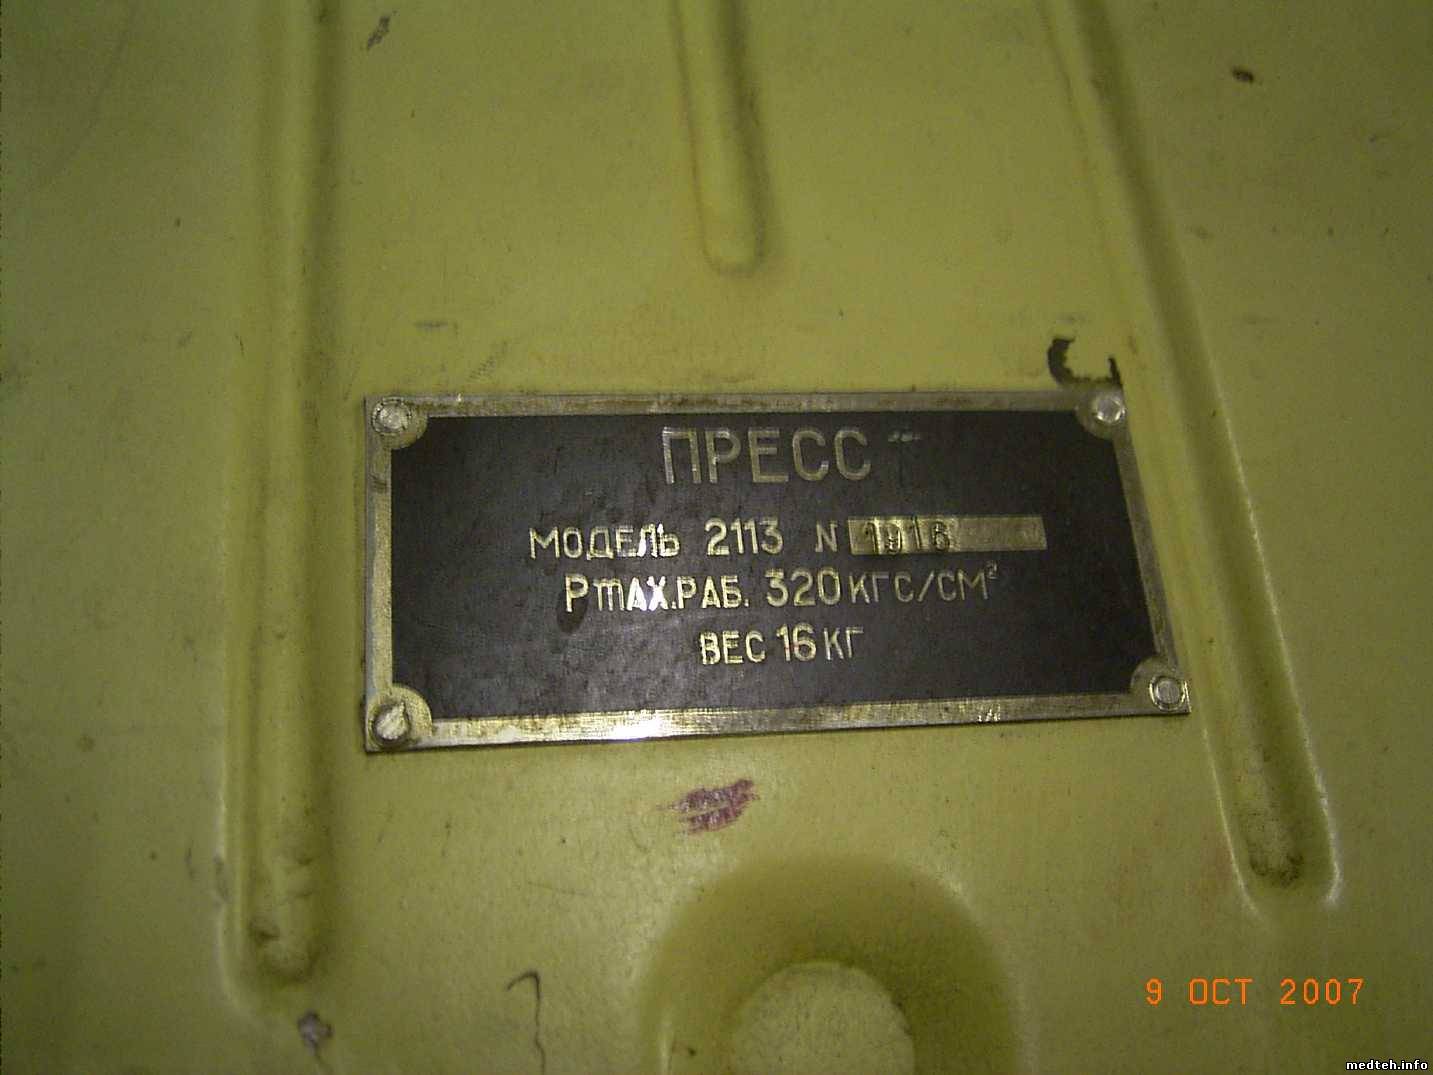 ПРЕСС
МОДЕЛЬ 2113 N 1916
Pmax.РАБ. 320 КГС/СМ²
ВЕС 16 КГ
9 OCT 2007
medteh.info